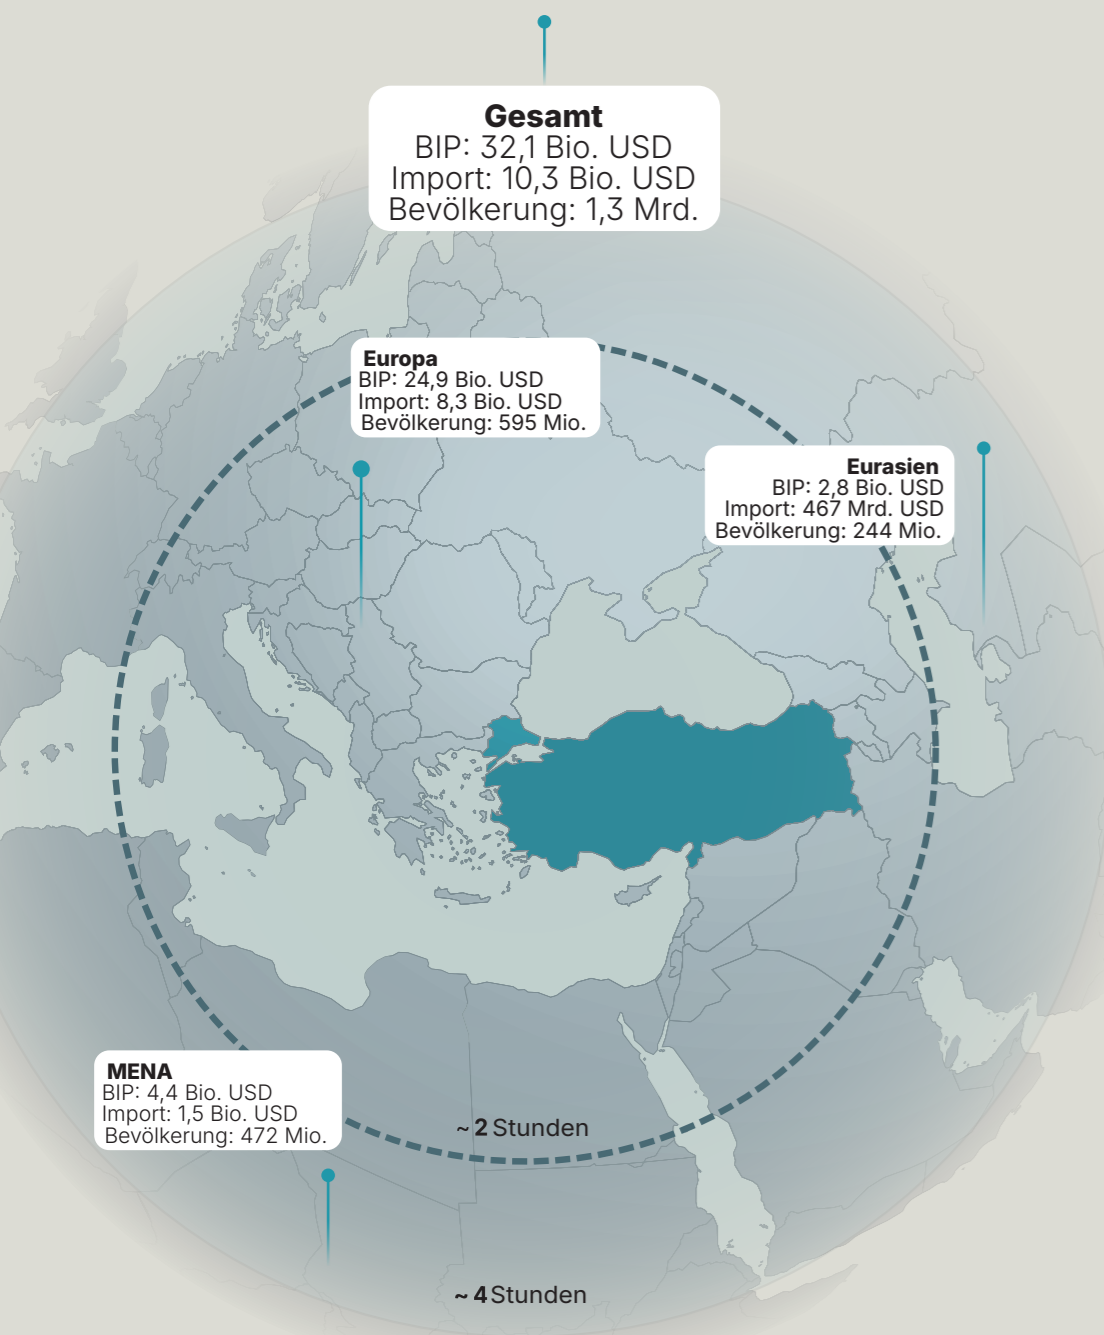 Gesamt
BIP: 32,1 Bio. USD
Import: 10,3 Bio. USD
Bevölkerung: 1,3 Mrd.
Europa
BIP: 24,9 Bio. USD
Import: 8,3 Bio. USD
Bevölkerung: 595 Mio.
Eurasien
BIP: 2,8 Bio. USD
Import: 467 Mrd. USD
Bevölkerung: 244 Mio.
MENA
BIP: 4,4 Bio. USD
Import: 1,5 Bio. USD
Bevölkerung: 472 Mio.
~ 2 Stunden
~ 4 Stunden